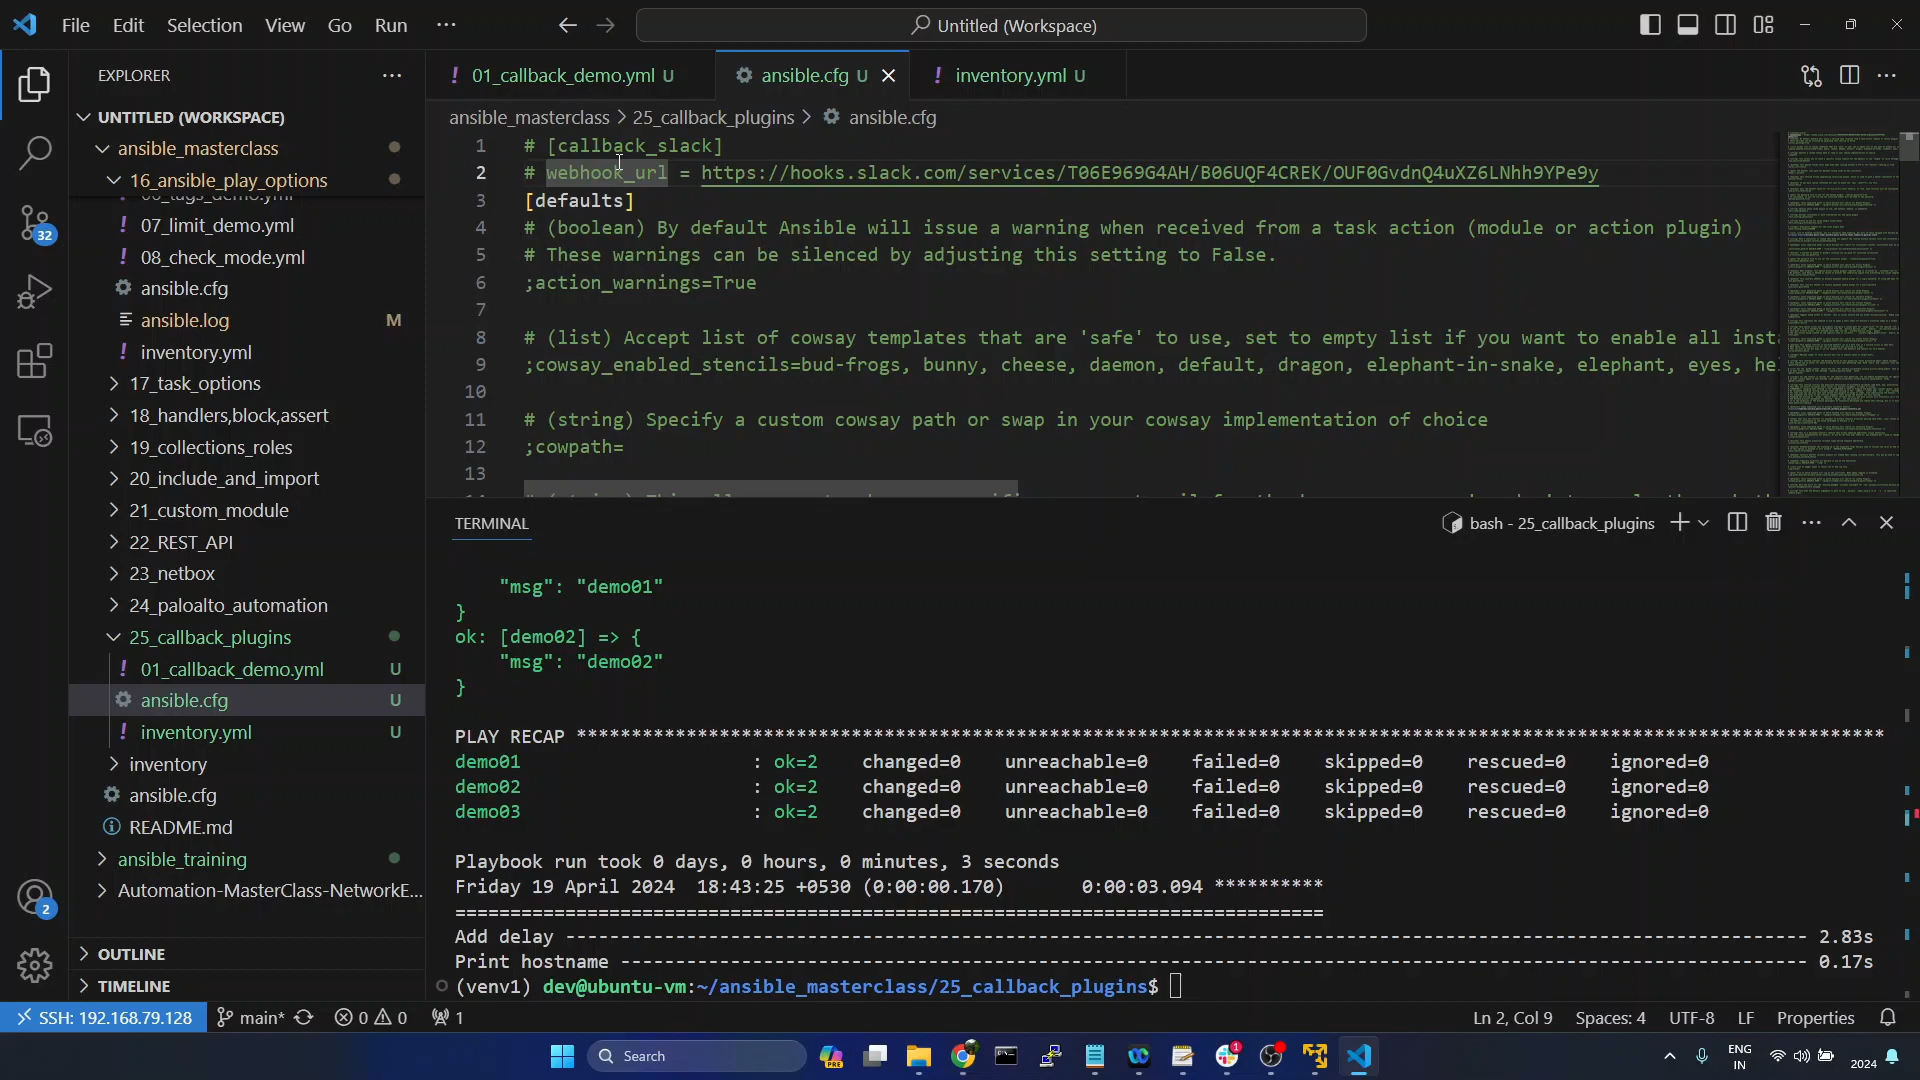 File Edit Selection View Go Run ···
Untitled (Workspace)
EXPLORER
UNTITLED (WORKSPACE)
ansible_masterclass
16_ansible_play_options
06_tags_demo.yml
07_limit_demo.yml
08_check_mode.yml
ansible.cfg
ansible.log M
inventory.yml
17_task_options
18_handlers,block,assert
19_collections_roles
20_include_and_import
21_custom_module
22_REST_API
23_netbox
24_paloalto_automation
25_callback_plugins
01_callback_demo.yml U
ansible.cfg U
inventory.yml U
inventory
ansible.cfg
README.md
ansible_training
Automation-MasterClass-NetworkE...
OUTLINE
TIMELINE
32
2
01_callback_demo.yml U
ansible.cfg U
inventory.yml U
ansible_masterclass > 25_callback_plugins > ansible.cfg
1 # [callback_slack]
2 # webhook_url = https://hooks.slack.com/services/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
3 [defaults]
4 # (boolean) By default Ansible will issue a warning when received from a task action (module or action plugin)
5 # These warnings can be silenced by adjusting this setting to False.
6 ;action_warnings=True
7
8 # (list) Accept list of cowsay templates that are 'safe' to use, set to empty list if you want to enable all inst
9 ;cowsay_enabled_stencils=bud-frogs, bunny, cheese, daemon, default, dragon, elephant-in-snake, elephant, eyes, he
10
11 # (string) Specify a custom cowsay path or swap in your cowsay implementation of choice
12 ;cowpath=
13
TERMINAL
bash - 25_callback_plugins
"msg": "demo01"
}
ok: [demo02] => {
"msg": "demo02"
}
PLAY RECAP ***********************************************************************************************************************
demo01 : ok=2 changed=0 unreachable=0 failed=0 skipped=0 rescued=0 ignored=0
demo02 : ok=2 changed=0 unreachable=0 failed=0 skipped=0 rescued=0 ignored=0
demo03 : ok=2 changed=0 unreachable=0 failed=0 skipped=0 rescued=0 ignored=0
Playbook run took 0 days, 0 hours, 0 minutes, 3 seconds
Friday 19 April 2024 18:43:25 +0530 (0:00:00.170) 0:00:03.094 **********
===============================================================================
Add delay ---------------------------------------------------------------------------------------------------------------- 2.83s
Print hostname ----------------------------------------------------------------------------------------------------------- 0.17s
(venv1) dev@ubuntu-vm:~/ansible_masterclass/25_callback_plugins$
SSH: 192.168.79.128 main* 0 0 1
Ln 2, Col 9 Spaces: 4 UTF-8 LF Properties
Search
PRE
1
ENG
IN
2024